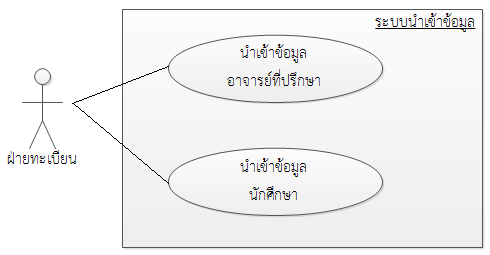 ระบบนำเข้าข้อมูล
นำเข้าข้อมูล
อาจารย์ที่ปรึกษา
ฝ่ายทะเบียน
นำเข้าข้อมูล
นักศึกษา